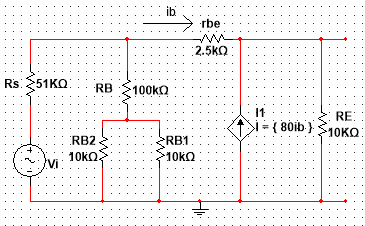 ib
rbe
2.5kΩ
Rs
51KΩ
RB
100kΩ
RB2
10kΩ
RB1
10kΩ
Vi
I1
I = { 80ib }
RE
10KΩ